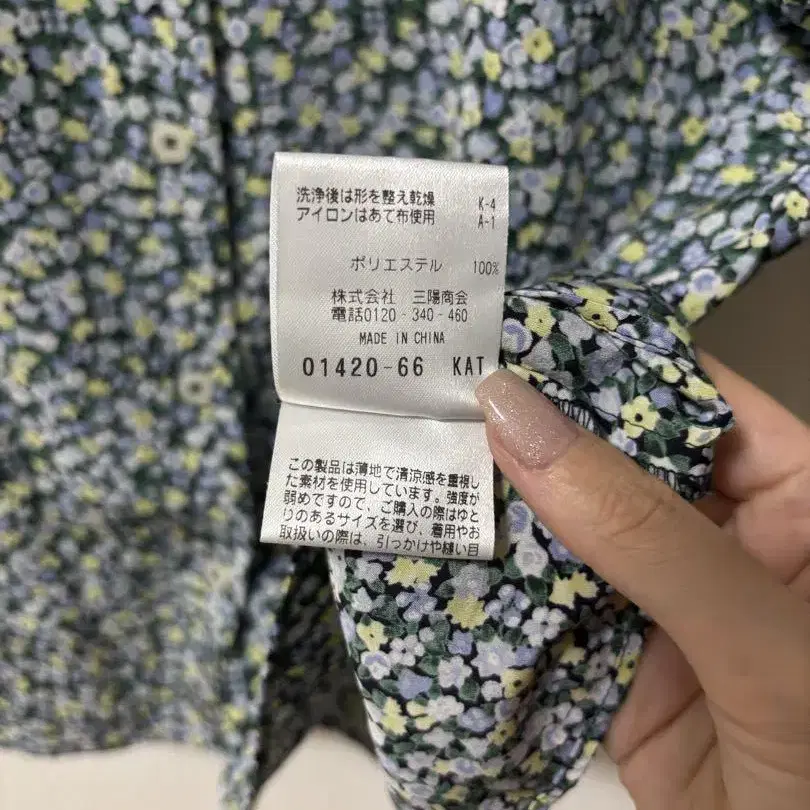 洗浄後は形を整え乾燥 K-4
アイロンはあて布使用 A-1
ポリエステル 100%
株式会社 三陽商会
電話0120-340-460
MADE IN CHINA
01420-66 KAT
この製品は薄地で清涼感を重視し
た素材を使用しています。強度が
弱めですので、ご購入の際はゆと
りのあるサイズを選び、着用やお
取扱いの際は、引っかけや縫い目